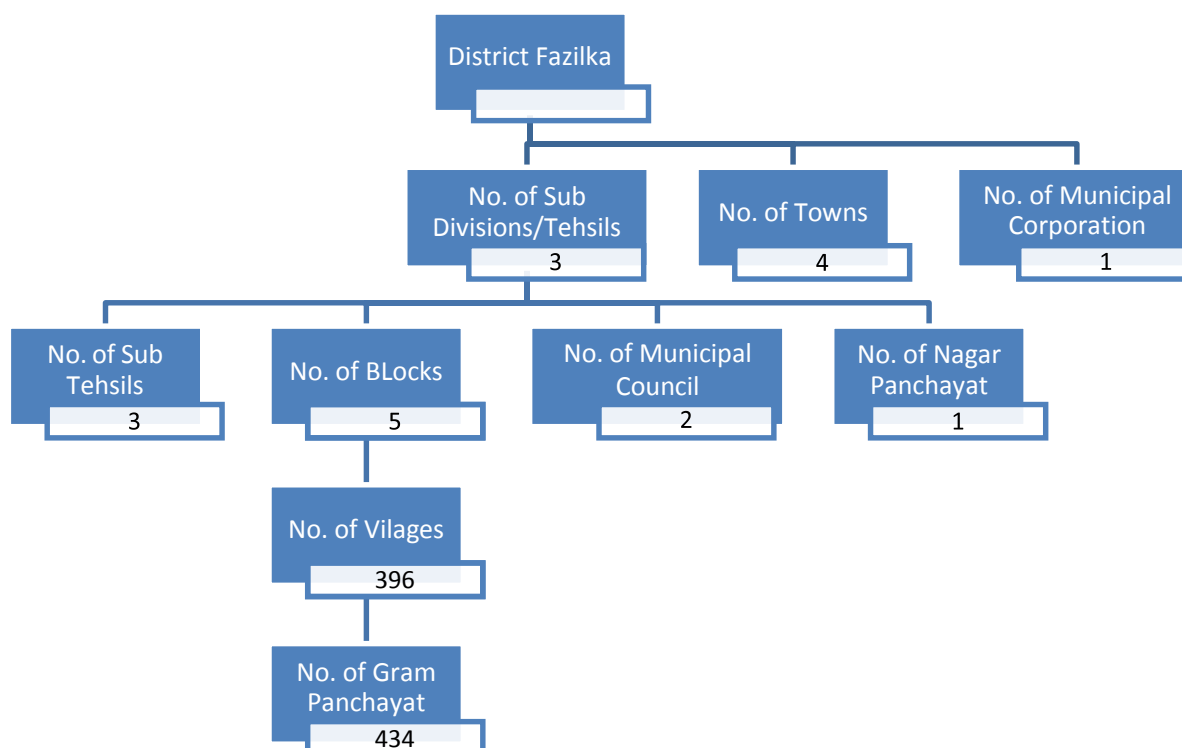 District Fazilka
No. of Sub
Divisions/Tehsils
3
No. of Towns
4
No. of Municipal
Corporation
1
No. of Sub
Tehsils
3
No. of BLocks
5
No. of Municipal
Council
2
No. of Nagar
Panchayat
1
No. of Vilages
396
No. of Gram
Panchayat
434